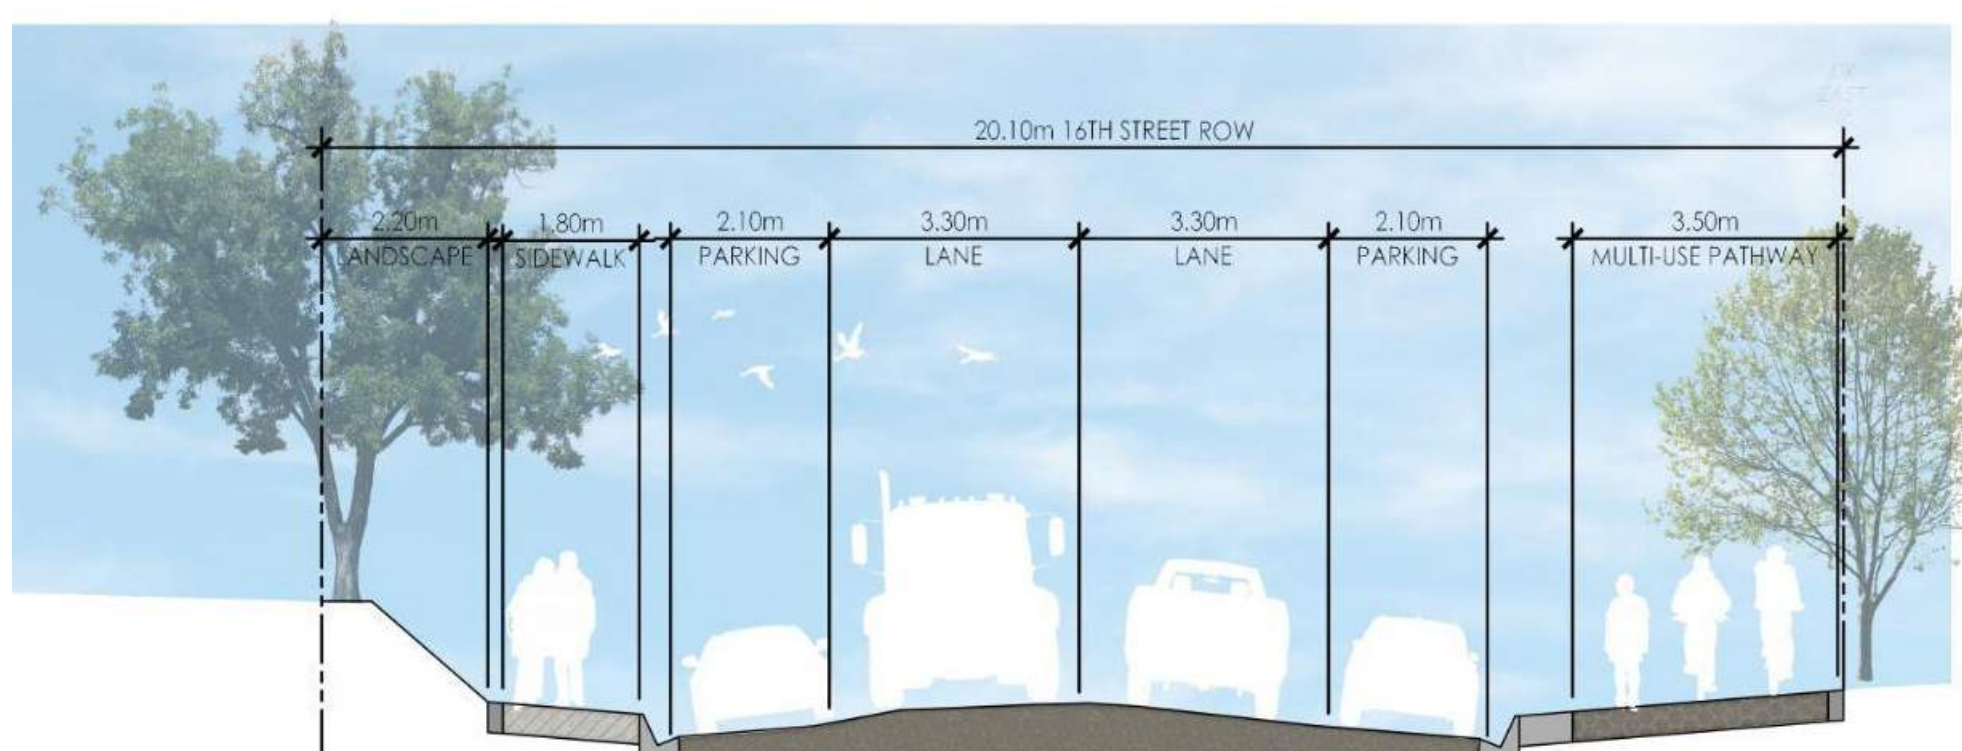 20.10m 16TH STREET ROW
2.20m 1.80m 2.10m 3.30m 3.30m 2.10m 3.50m
LANDSCAPE SIDEWALK PARKING LANE LANE PARKING MULTI-USE PATHWAY